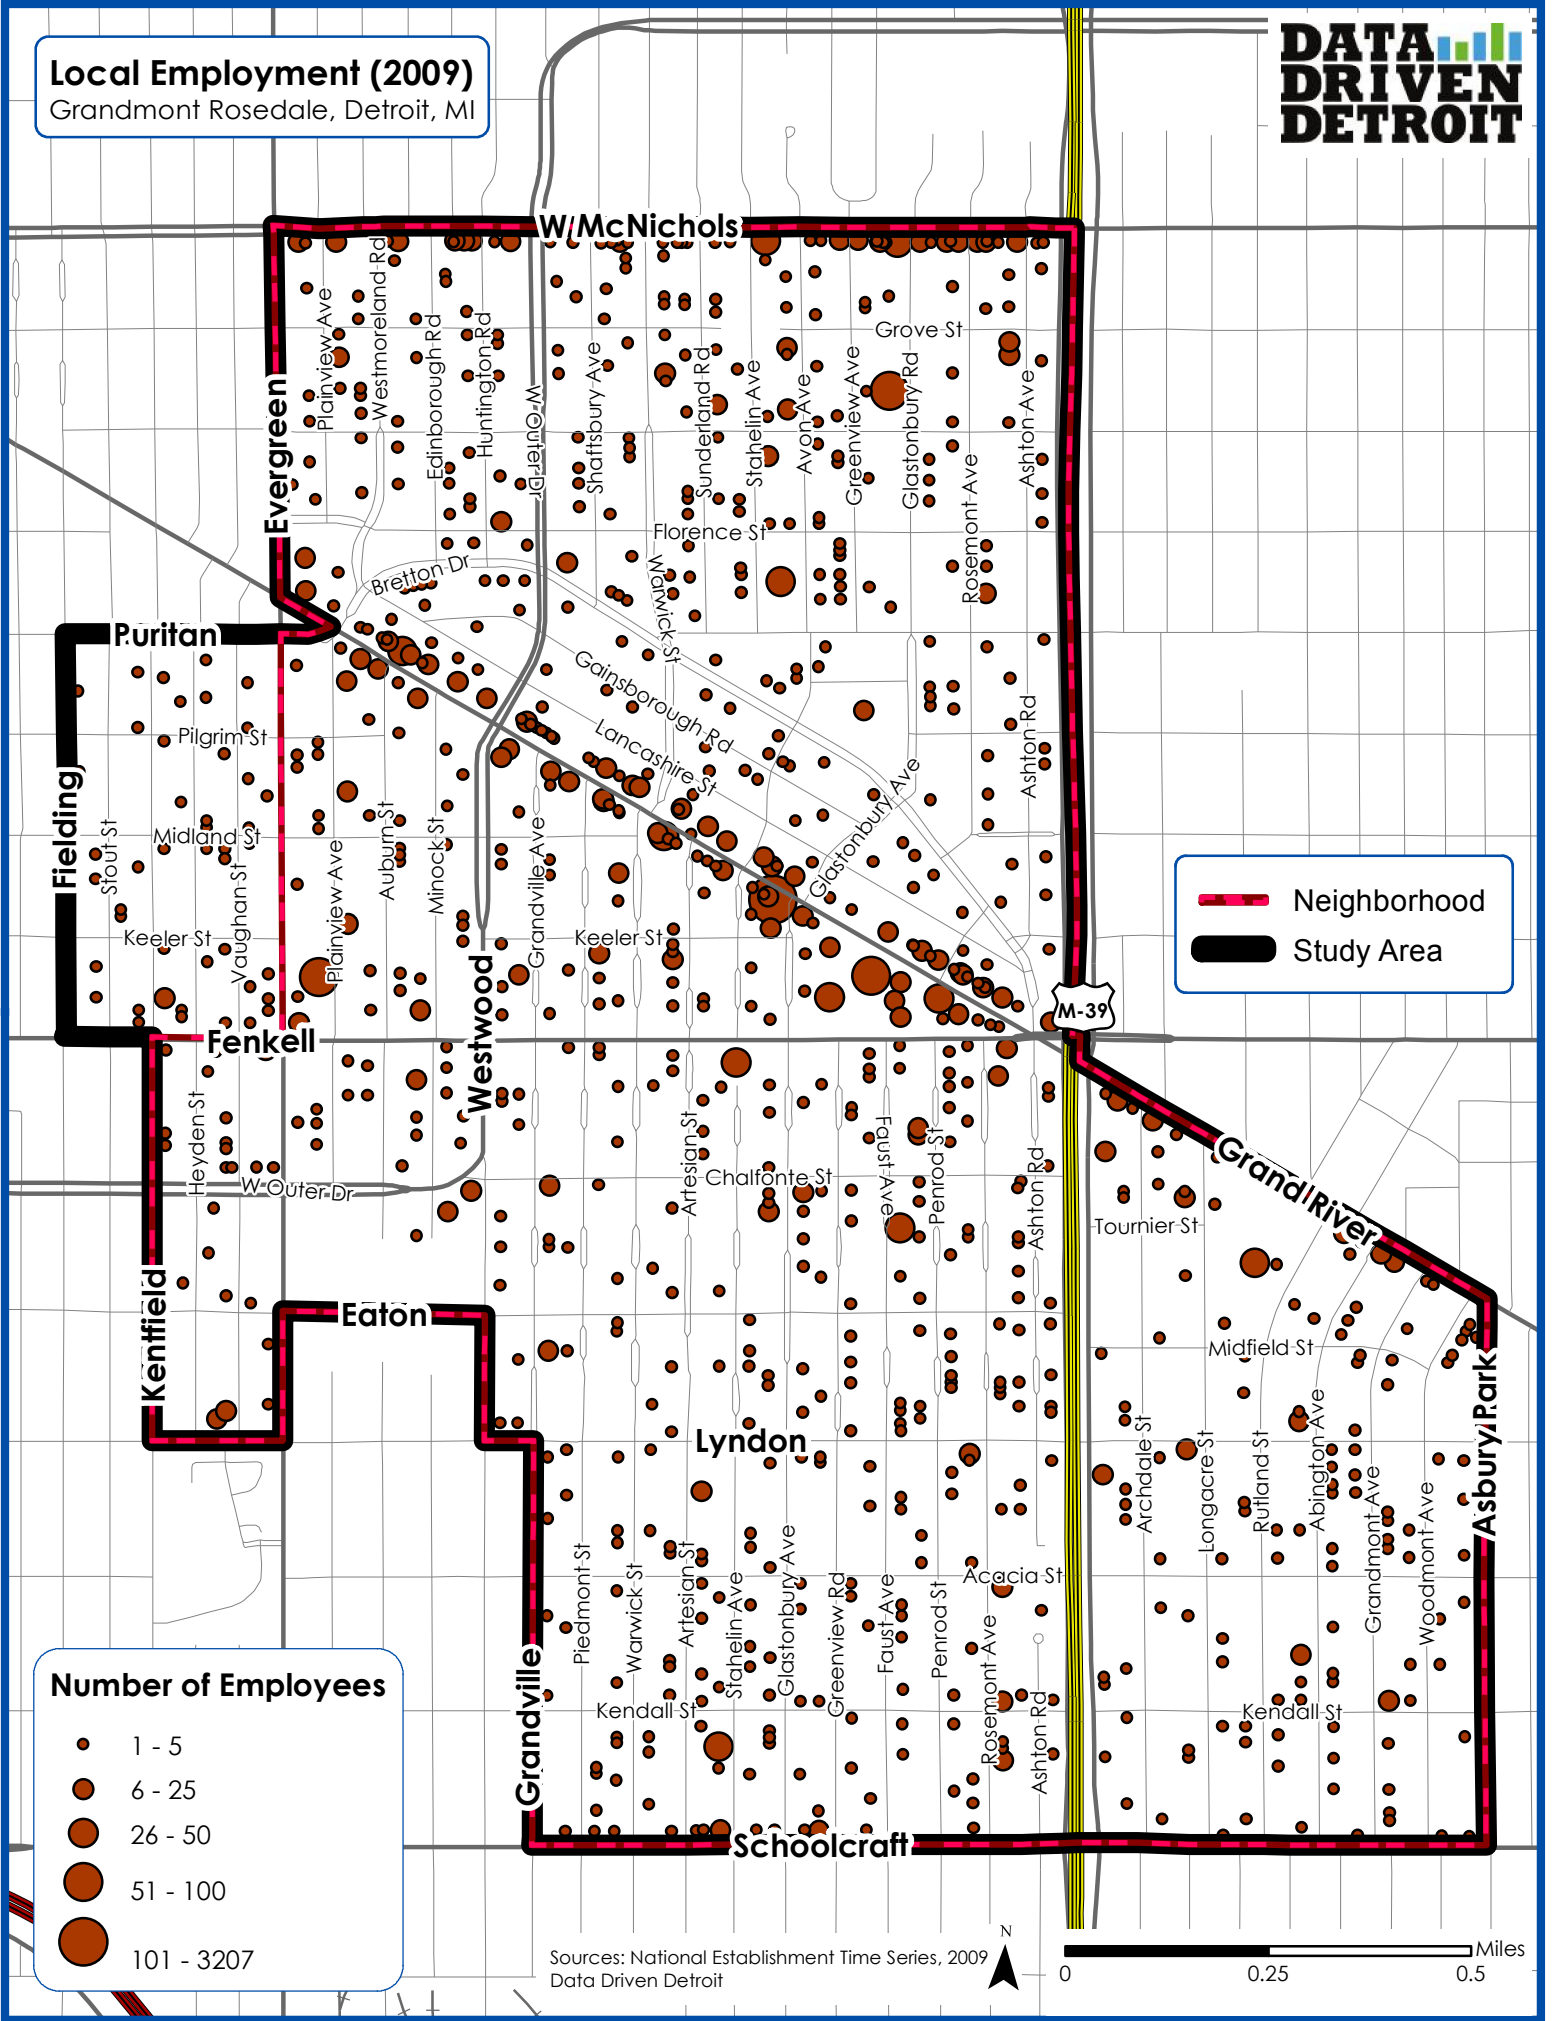 Local Employment (2009)
Grandmont Rosedale, Detroit, MI
DATA
DRIVEN
DETROIT
W McNichols
Grove St
Plainview Ave
Westmoreland Rd
Edinborough Rd
Huntington Rd
W Outer Dr
Shaftsbury Ave
Sunderland Rd
Stahelin Ave
Avon Ave
Greenview Ave
Glastonbury Rd
Rosemont Ave
Ashton Ave
Evergreen
Florence St
Bretton Dr
Warwick St
Puritan
Gainsborough Rd
Lancashire St
Ashton Rd
Pilgrim St
Fielding
Stout St
Midland St
Vaughan St
Plainview Ave
Auburn St
Minock St
Grandville Ave
Glastonbury Ave
Keeler St
Keeler St
Westwood
Neighborhood
Study Area
M-39
Fenkell
Heyden St
W Outer Dr
Artesian St
Chalfonte St
Faust Ave
Penrod St
Ashton Rd
Grand River
Tournier St
Kentfield
Eaton
Midfield St
Asbury Park
Lyndon
Archdale St
Longacre St
Rutland St
Abington Ave
Grandmont Ave
Woodmont Ave
Piedmont St
Warwick St
Artesian St
Stahelin Ave
Glastonbury Ave
Greenview Rd
Faust Ave
Penrod St
Acacia St
Rosemont Ave
Ashton Rd
Grandville
Kendall St
Kendall St
Schoolcraft
Number of Employees
1 - 5
6 - 25
26 - 50
51 - 100
101 - 3207
Sources: National Establishment Time Series, 2009
Data Driven Detroit
N
Miles
0
0.25
0.5